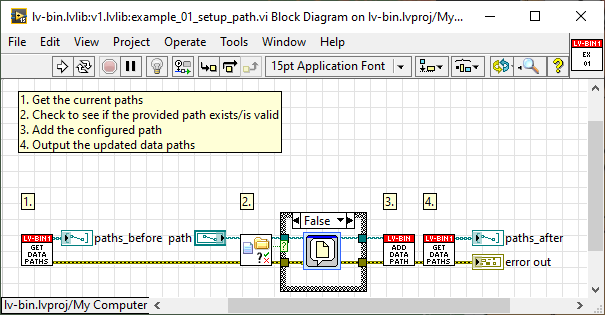 lv-bin.lvlib:v1.lvlib:example_01_setup_path.vi Block Diagram on lv-bin.lvproj/My...
File Edit View Project Operate Tools Window Help
15pt Application Font
LV-BIN1
EX
01
1. Get the current paths
2. Check to see if the provided path exists/is valid
3. Add the configured path
4. Output the updated data paths
1. 2. 3. 4.
False
LV-BIN1
GET
DATA
PATHS
paths_before
path
?
LV-BIN1
ADD
DATA
PATH
LV-BIN1
GET
DATA
PATHS
paths_after
error out
lv-bin.lvproj/My Computer